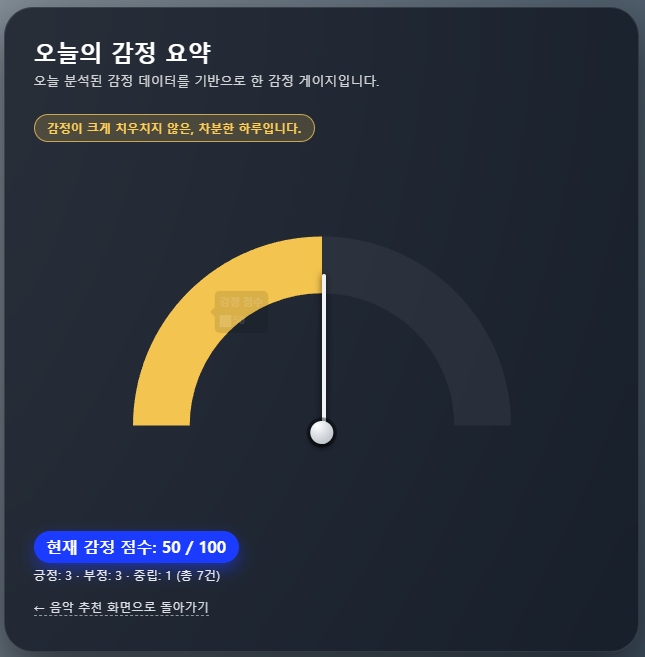 오늘의 감정 요약
오늘 분석된 감정 데이터를 기반으로 한 감정 게이지입니다.
감정이 크게 치우치지 않은, 차분한 하루입니다.
감정 점수
현재 감정 점수: 50 / 100
긍정: 3 · 부정: 3 · 중립: 1 (총 7건)
← 음악 추천 화면으로 돌아가기